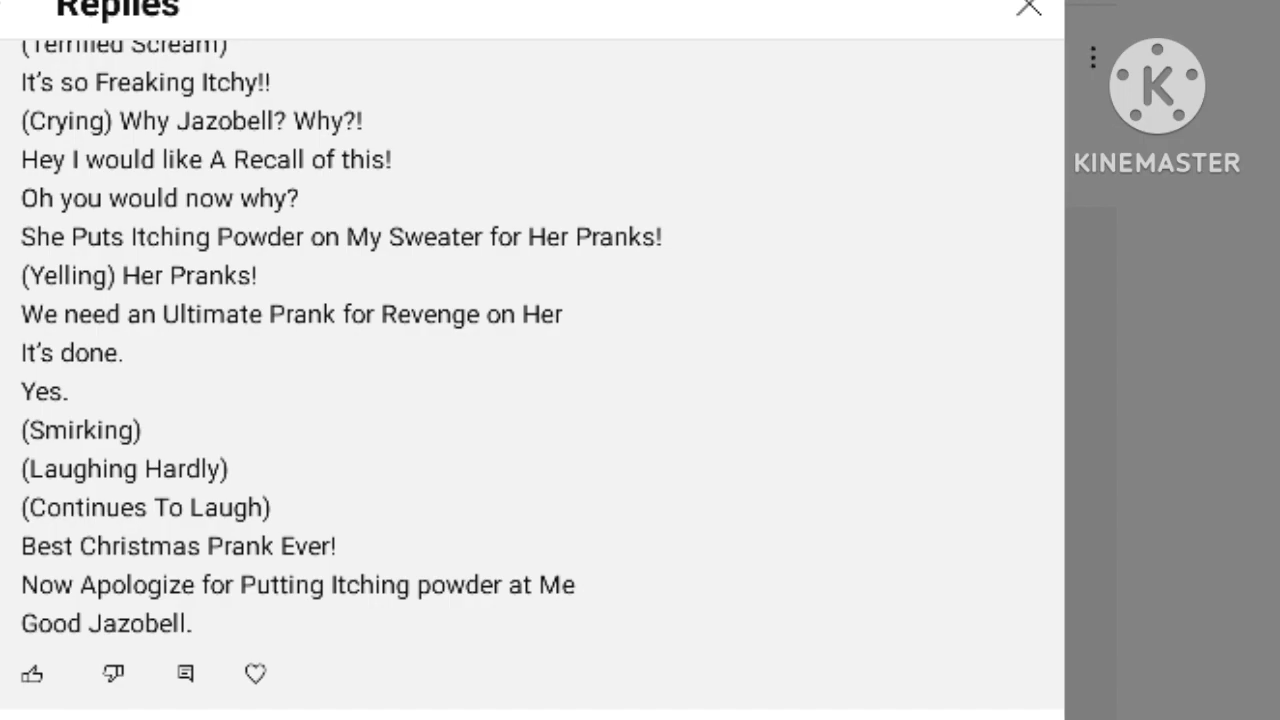 Replies
(Terrified Scream)
It's so Freaking Itchy!!
(Crying) Why Jazobell? Why?!
Hey I would like A Recall of this!
Oh you would now why?
She Puts Itching Powder on My Sweater for Her Pranks!
(Yelling) Her Pranks!
We need an Ultimate Prank for Revenge on Her
It's done.
Yes.
(Smirking)
(Laughing Hardly)
(Continues To Laugh)
Best Christmas Prank Ever!
Now Apologize for Putting Itching powder at Me
Good Jazobell.
K
KINEMASTER